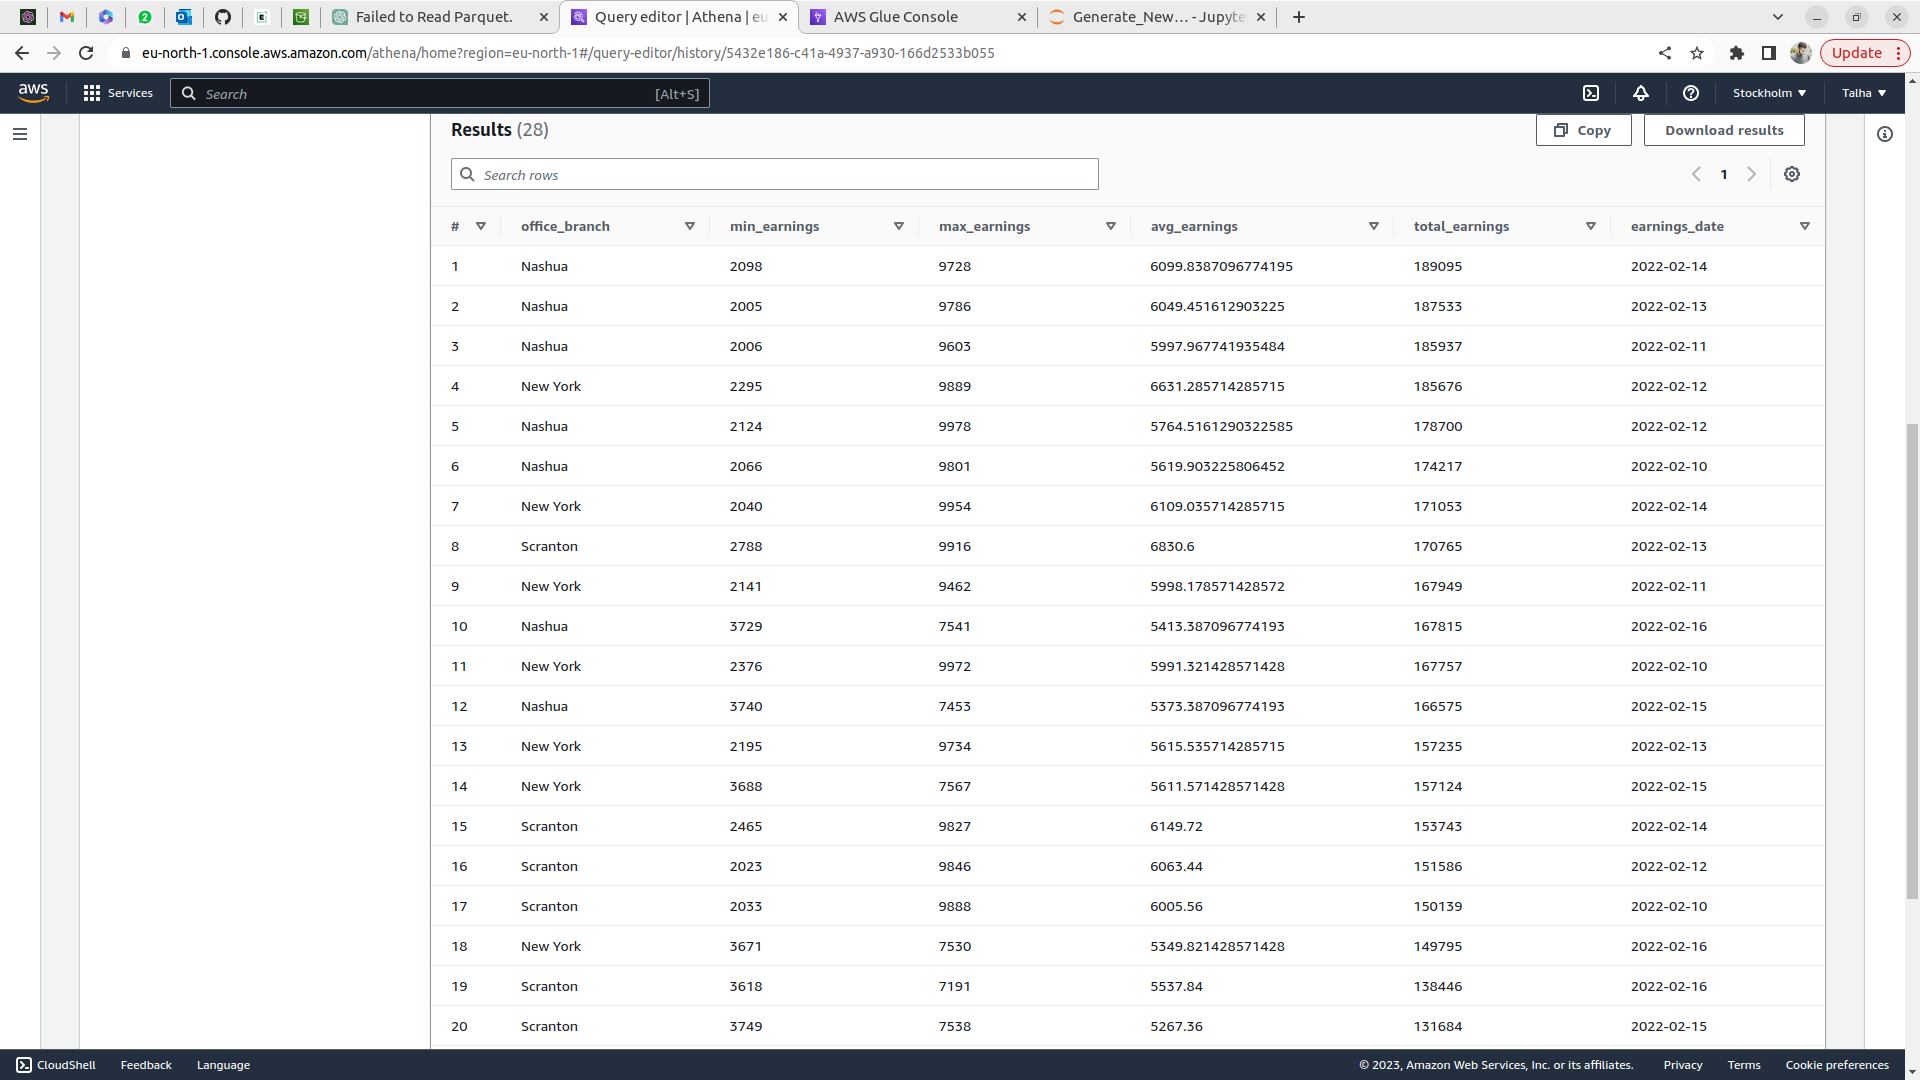 Failed to Read Parquet.
Query editor | Athena | eu
AWS Glue Console
Generate_New... - Jupyte
eu-north-1.console.aws.amazon.com/athena/home?region=eu-north-1#/query-editor/history/5432e186-c41a-4937-a930-166d2533b055
Update
aws Services Search [Alt+S] Stockholm Talha
Results (28) Copy Download results
Search rows 1
# office_branch min_earnings max_earnings avg_earnings total_earnings earnings_date
1 Nashua 2098 9728 6099.8387096774195 189095 2022-02-14
2 Nashua 2005 9786 6049.451612903225 187533 2022-02-13
3 Nashua 2006 9603 5997.967741935484 185937 2022-02-11
4 New York 2295 9889 6631.285714285715 185676 2022-02-12
5 Nashua 2124 9978 5764.5161290322585 178700 2022-02-12
6 Nashua 2066 9801 5619.903225806452 174217 2022-02-10
7 New York 2040 9954 6109.035714285715 171053 2022-02-14
8 Scranton 2788 9916 6830.6 170765 2022-02-13
9 New York 2141 9462 5998.178571428572 167949 2022-02-11
10 Nashua 3729 7541 5413.387096774193 167815 2022-02-16
11 New York 2376 9972 5991.321428571428 167757 2022-02-10
12 Nashua 3740 7453 5373.387096774193 166575 2022-02-15
13 New York 2195 9734 5615.535714285715 157235 2022-02-13
14 New York 3688 7567 5611.571428571428 157124 2022-02-15
15 Scranton 2465 9827 6149.72 153743 2022-02-14
16 Scranton 2023 9846 6063.44 151586 2022-02-12
17 Scranton 2033 9888 6005.56 150139 2022-02-10
18 New York 3671 7530 5349.821428571428 149795 2022-02-16
19 Scranton 3618 7191 5537.84 138446 2022-02-16
20 Scranton 3749 7538 5267.36 131684 2022-02-15
CloudShell Feedback Language © 2023, Amazon Web Services, Inc. or its affiliates. Privacy Terms Cookie preferences